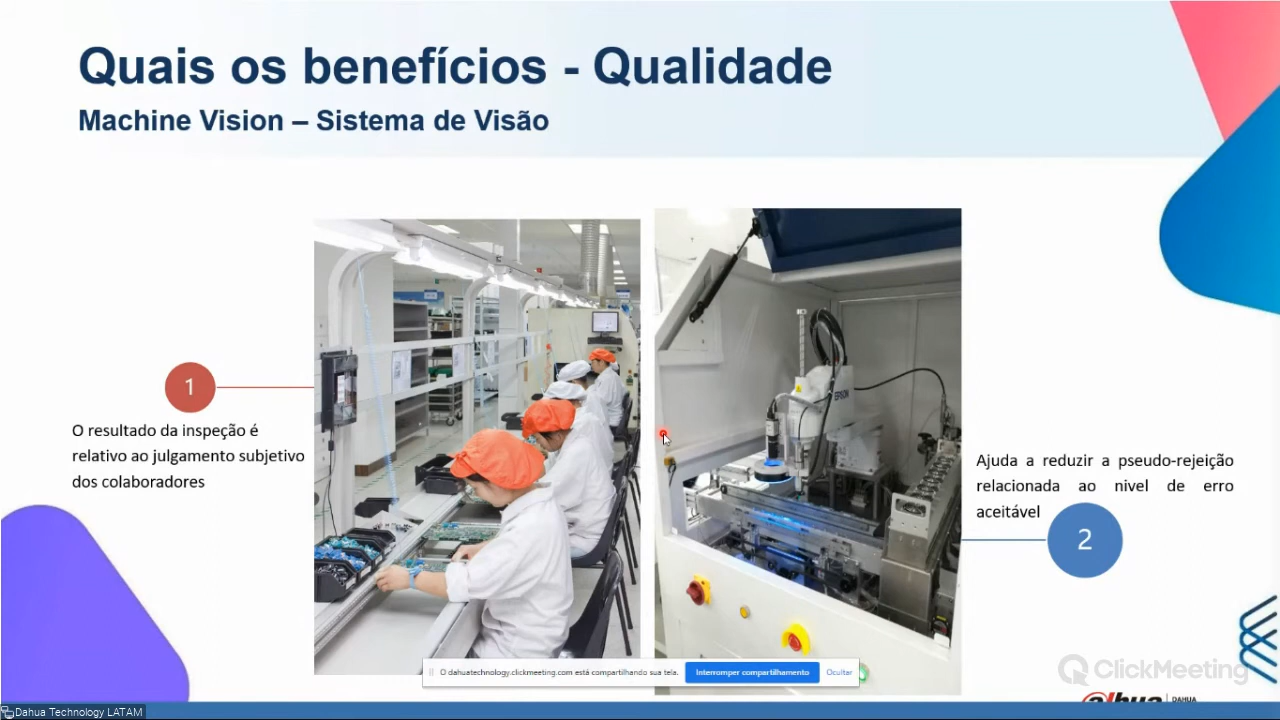 Quais os benefícios - Qualidade
Machine Vision – Sistema de Visão
1
O resultado da inspeção é
relativo ao julgamento subjetivo
dos colaboradores
EPSON
Ajuda a reduzir a pseudo-rejeição
relacionada ao nivel de erro
aceitável
2
O dahuatechnology.clickmeeting.com está compartilhando sua tela.
Interromper compartilhamento
Ocultar
ClickMeeting
alhua DAHUA
Dahua Technology LATAM